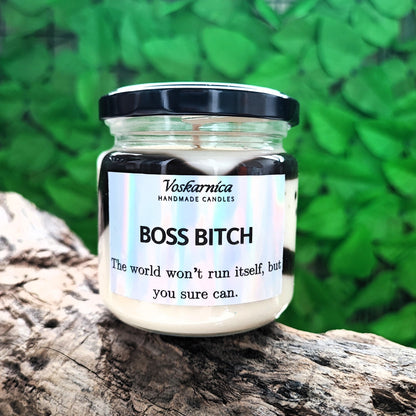 Voskarnica
HANDMADE CANDLES
BOSS BITCH
The world won't run itself, but
you sure can.